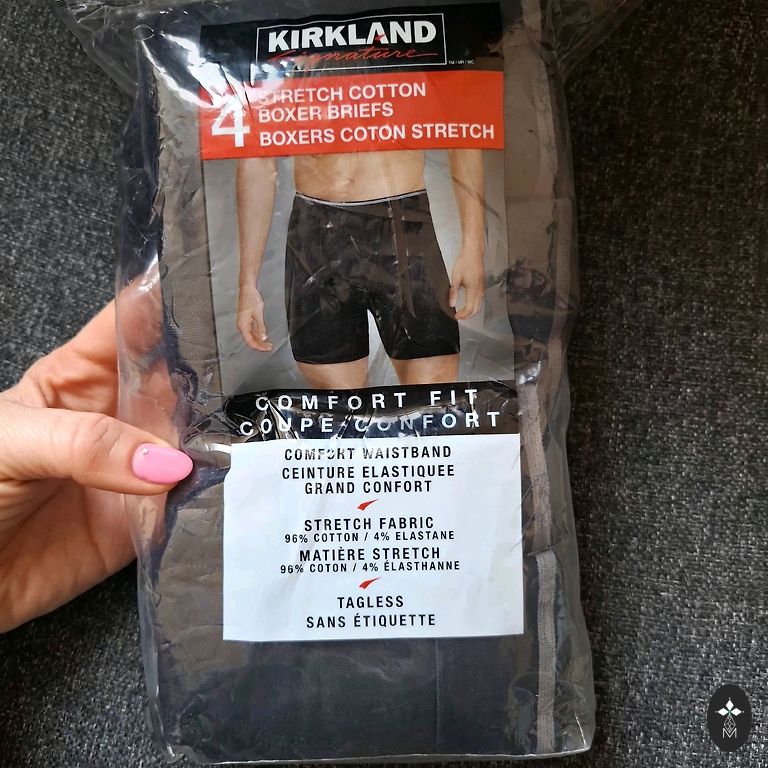 KIRKLAND
Signature
TM/MR/MC
4
STRETCH COTTON
BOXER BRIEFS
BOXERS COTON STRETCH
COMFORT FIT
COUPE CONFORT
COMFORT WAISTBAND
CEINTURE ELASTIQUEE
GRAND CONFORT
STRETCH FABRIC
96% COTTON / 4% ELASTANE
MATIÈRE STRETCH
96% COTON / 4% ÉLASTHANNE
TAGLESS
SANS ÉTIQUETTE
M